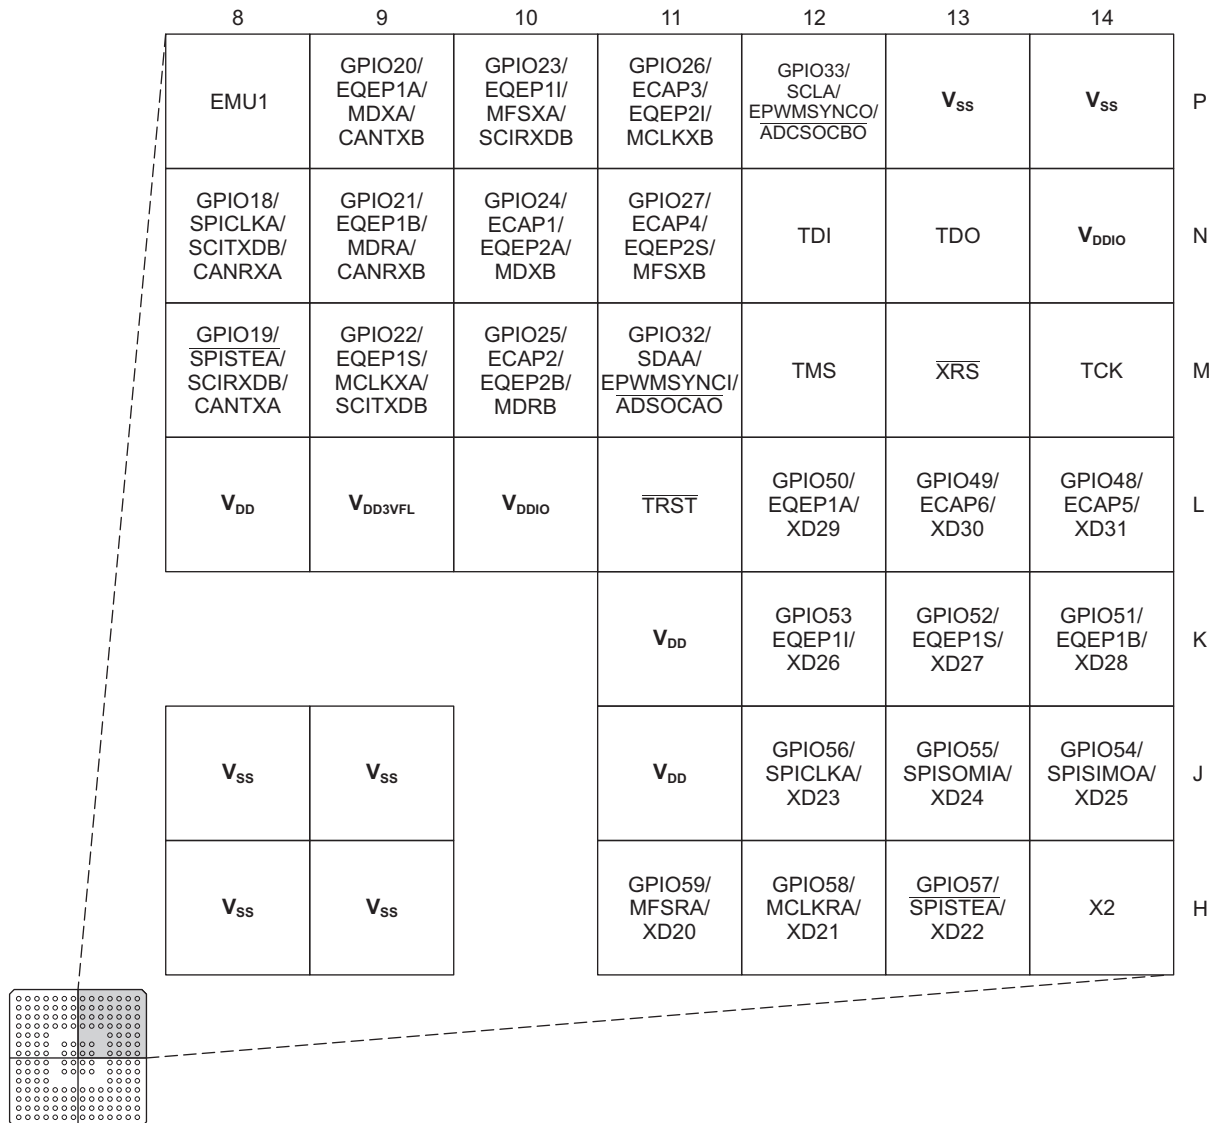 8 9 10 11 12 13 14
EMU1
GPIO20/
EQEP1A/
MDXA/
CANTXB
GPIO23/
EQEP1I/
MFSXA/
SCIRXDB
GPIO26/
ECAP3/
EQEP2I/
MCLKXB
GPIO33/
SCLA/
EPWMSYNCO/
ADCSOCBO
VSS
VSS
P
GPIO18/
SPICLKA/
SCITXDB/
CANRXA
GPIO21/
EQEP1B/
MDRA/
CANRXB
GPIO24/
ECAP1/
EQEP2A/
MDXB
GPIO27/
ECAP4/
EQEP2S/
MFSXB
TDI
TDO
VDDIO
N
GPIO19/
SPISTEA/
SCIRXDB/
CANTXA
GPIO22/
EQEP1S/
MCLKXA/
SCITXDB
GPIO25/
ECAP2/
EQEP2B/
MDRB
GPIO32/
SDAA/
EPWMSYNCI/
ADSOCAO
TMS
XRS
TCK
M
VDD
VDD3VFL
VDDIO
TRST
GPIO50/
EQEP1A/
XD29
GPIO49/
ECAP6/
XD30
GPIO48/
ECAP5/
XD31
L
VDD
GPIO53
EQEP1I/
XD26
GPIO52/
EQEP1S/
XD27
GPIO51/
EQEP1B/
XD28
K
VSS
VSS
VDD
GPIO56/
SPICLKA/
XD23
GPIO55/
SPISOMIA/
XD24
GPIO54/
SPISIMOA/
XD25
J
VSS
VSS
GPIO59/
MFSRA/
XD20
GPIO58/
MCLKRA/
XD21
GPIO57/
SPISTEA/
XD22
X2
H